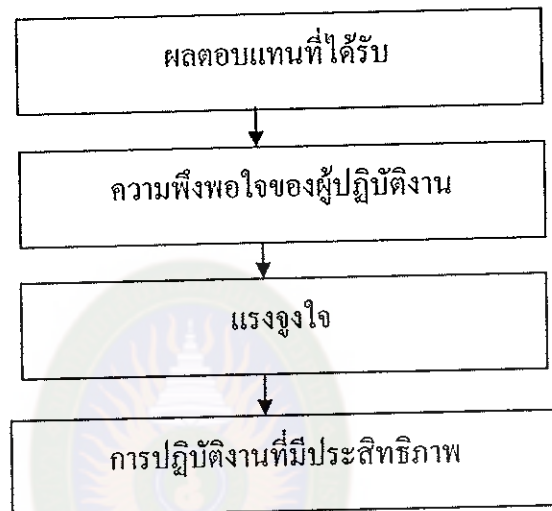 ผลตอบแทนที่ได้รับ
ความพึงพอใจของผู้ปฏิบัติงาน
แรงจูงใจ
การปฏิบัติงานที่มีประสิทธิภาพ